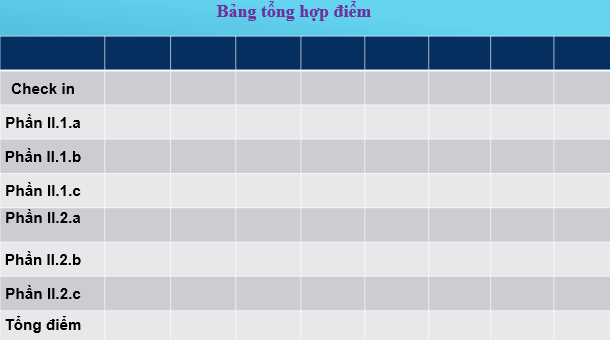 Bảng tổng hợp điểm
Check in
Phần II.1.a
Phần II.1.b
Phần II.1.c
Phần II.2.a
Phần II.2.b
Phần II.2.c
Tổng điểm